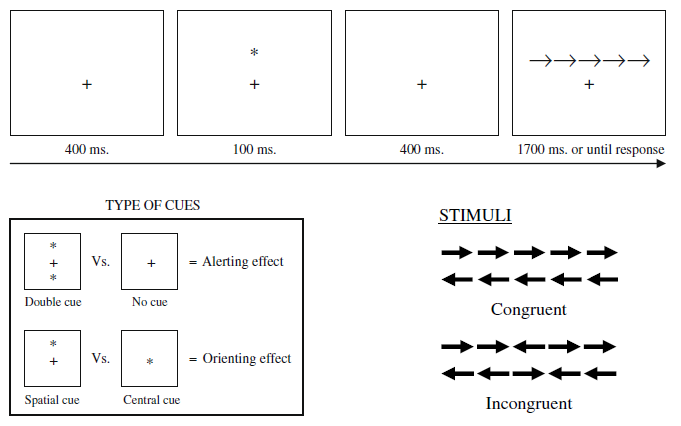 *
+ + + +
400 ms. 100 ms. 400 ms. 1700 ms. or until response
TYPE OF CUES
STIMULI
*
+
*
Vs.
+
= Alerting effect
Double cue No cue
Congruent
*
+
Vs.
*
= Orienting effect
Spatial cue Central cue
Incongruent